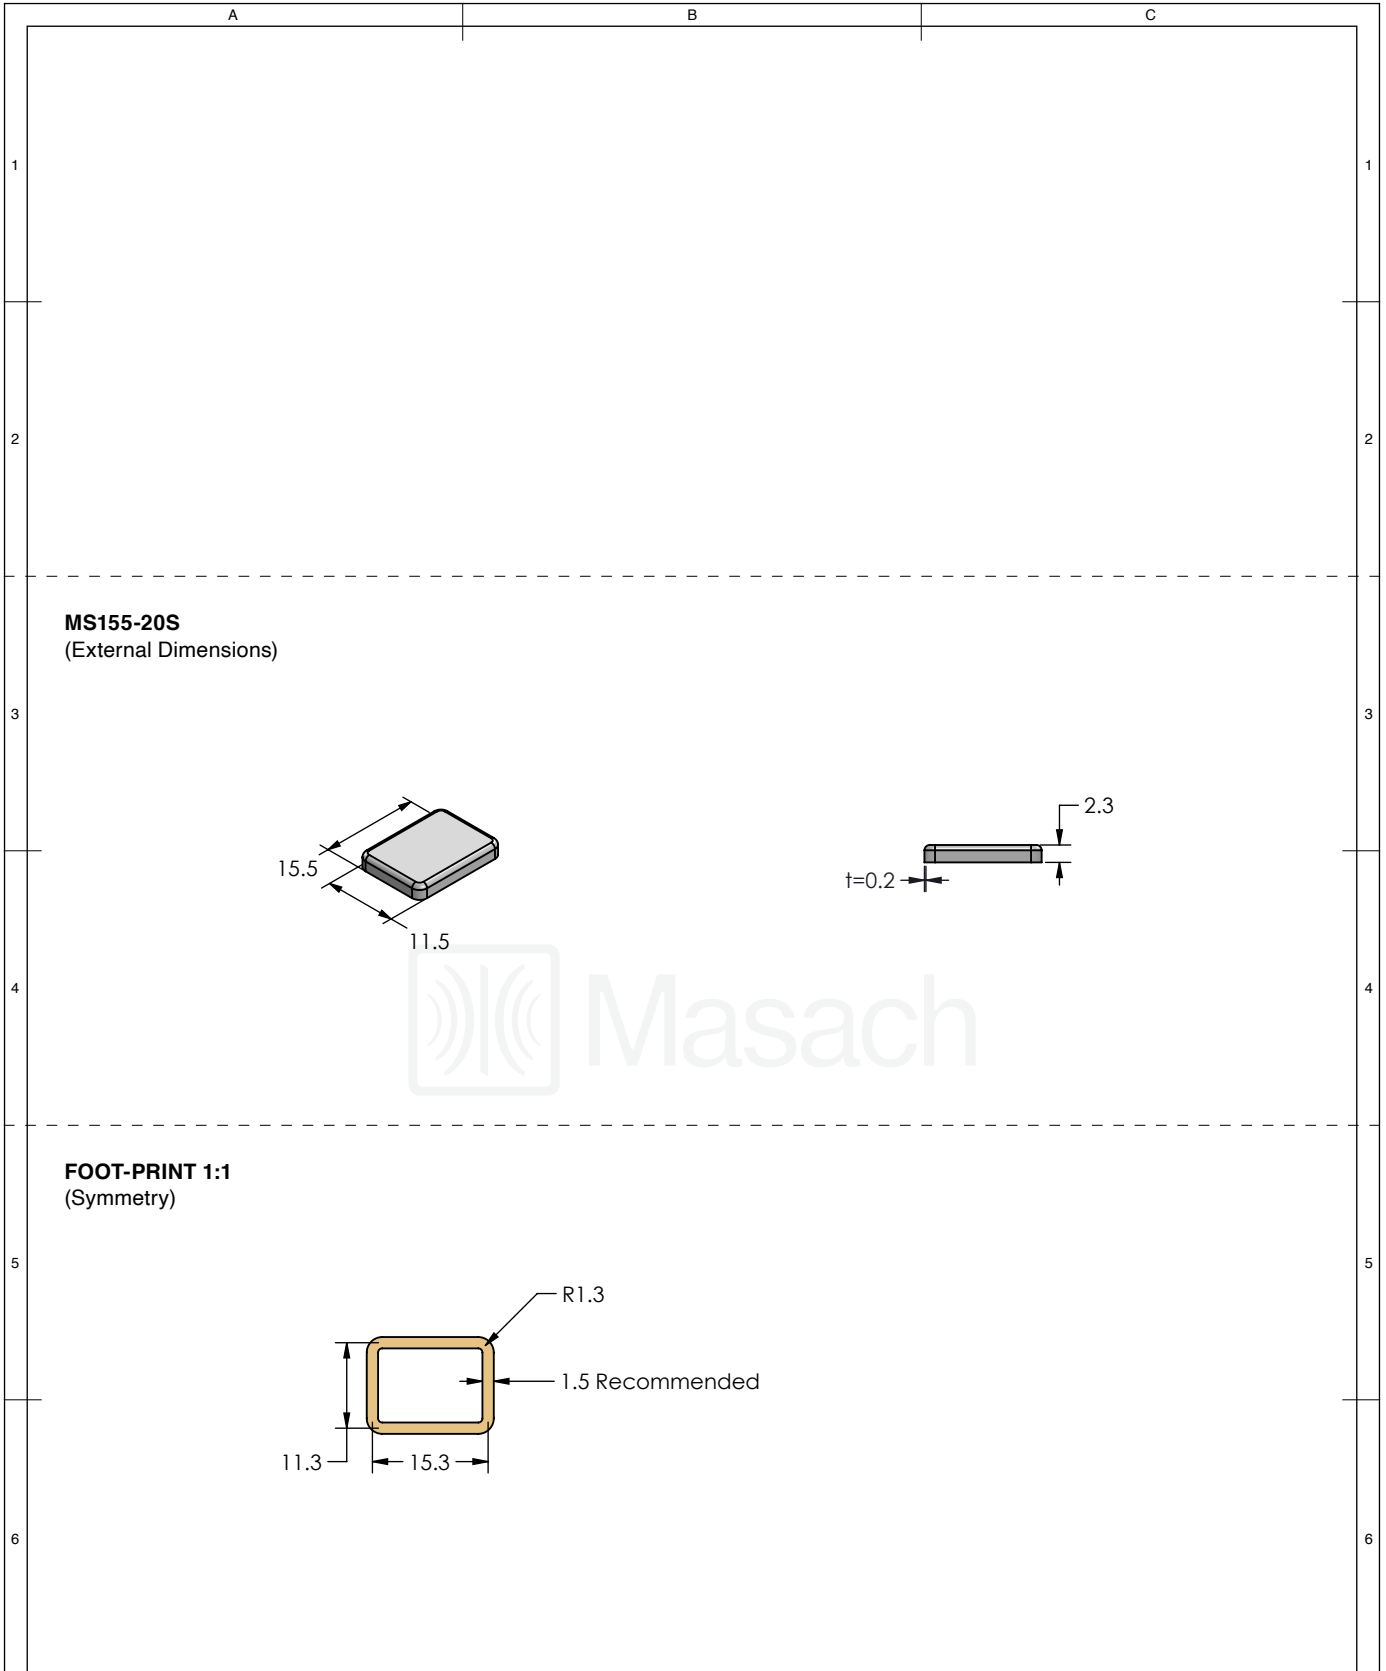 A B C
1 1
2 2
MS155-20S
(External Dimensions)
3 3
2.3
15.5
t=0.2
11.5
Masach
4 4
FOOT-PRINT 1:1
(Symmetry)
5 5
R1.3
1.5 Recommended
11.3 15.3
6 6